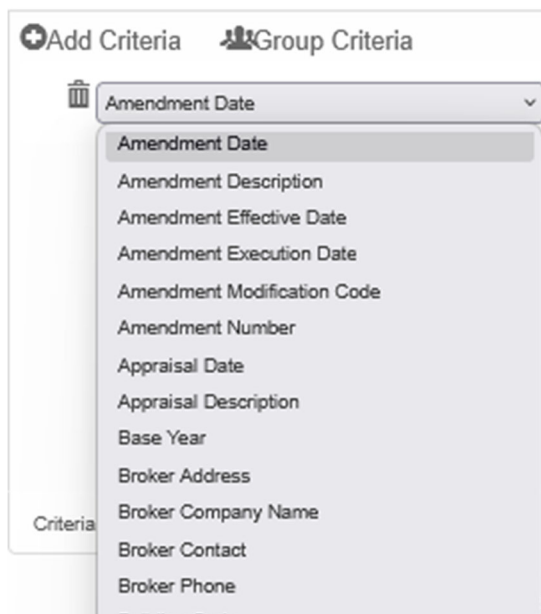 Add Criteria Group Criteria
Amendment Date
Amendment Date
Amendment Description
Amendment Effective Date
Amendment Execution Date
Amendment Modification Code
Amendment Number
Appraisal Date
Appraisal Description
Base Year
Broker Address
Broker Company Name
Criteria
Broker Contact
Broker Phone